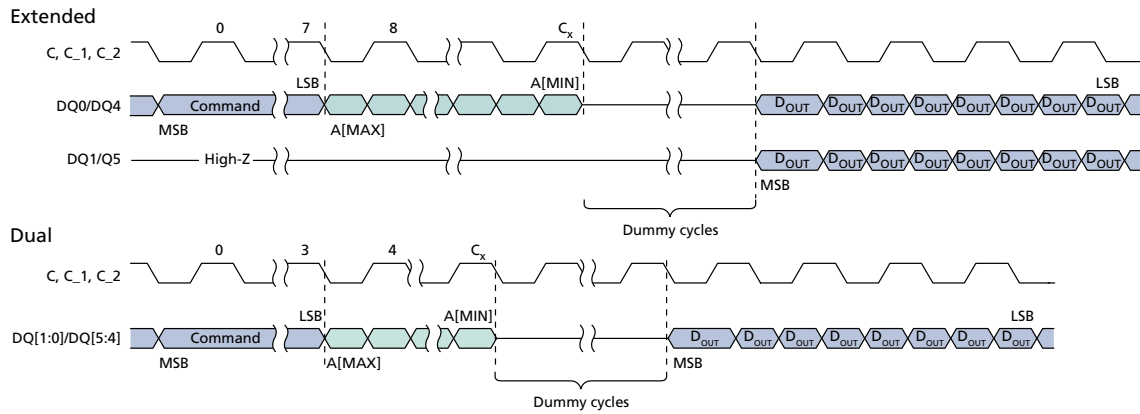 Extended
0 7 8 Cx
C, C_1, C_2
LSB A[MIN] LSB
DQ0/DQ4 Command DOUT DOUT DOUT DOUT DOUT DOUT DOUT DOUT
MSB A[MAX]
DQ1/Q5 High-Z DOUT DOUT DOUT DOUT DOUT DOUT DOUT DOUT
MSB
Dummy cycles
Dual
0 3 4 Cx
C, C_1, C_2
LSB A[MIN] LSB
DQ[1:0]/DQ[5:4] Command DOUT DOUT DOUT DOUT DOUT DOUT DOUT DOUT
MSB A[MAX] MSB
Dummy cycles